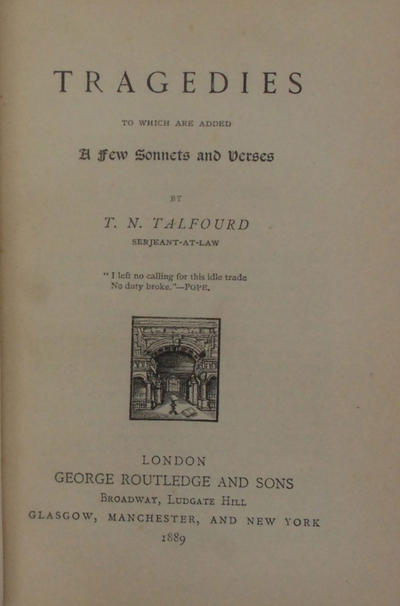 TRAGEDIES
TO WHICH ARE ADDED
A Few Sonnets and Verses
BY
T. N. TALFOURD
SERJEANT-AT-LAW
"I left no calling for this idle trade
No duty broke."—POPE.
LONDON
GEORGE ROUTLEDGE AND SONS
BROADWAY, LUDGATE HILL
GLASGOW, MANCHESTER, AND NEW YORK
1889